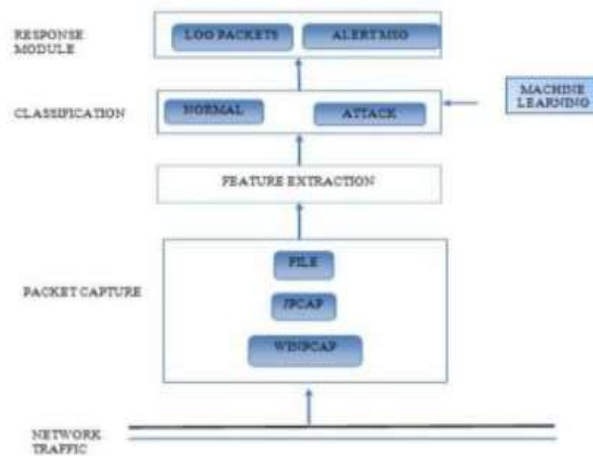 RESPONSE
MODULE
LOG PACKETS
ALERT MSG
CLASSIFICATION
NORMAL
ATTACK
MACHINE
LEARNING
FEATURE EXTRACTION
PACKET CAPTURE
FILE
JPCAP
WINPCAP
NETWORK
TRAFFIC